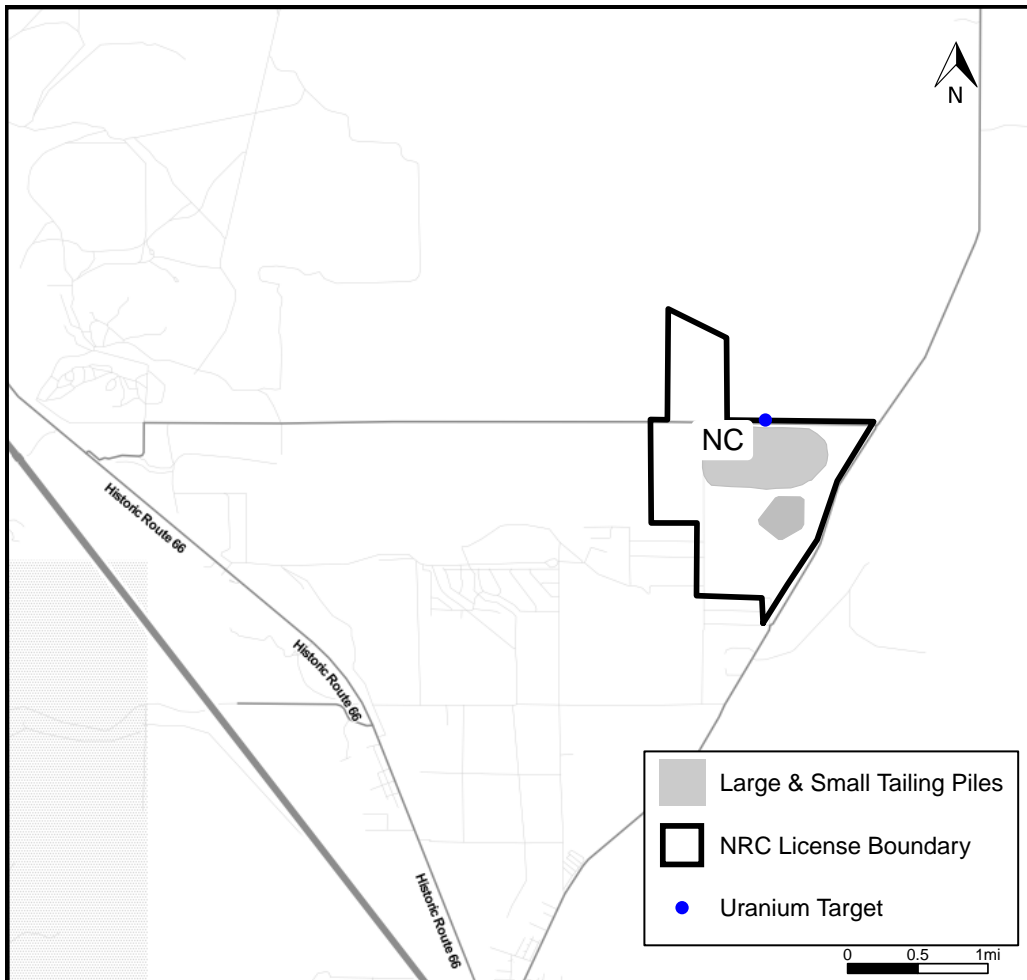 N
NC
Historic Route 66
Historic Route 66
Historic Route 66
Large & Small Tailing Piles
NRC License Boundary
Uranium Target
0 0.5 1mi